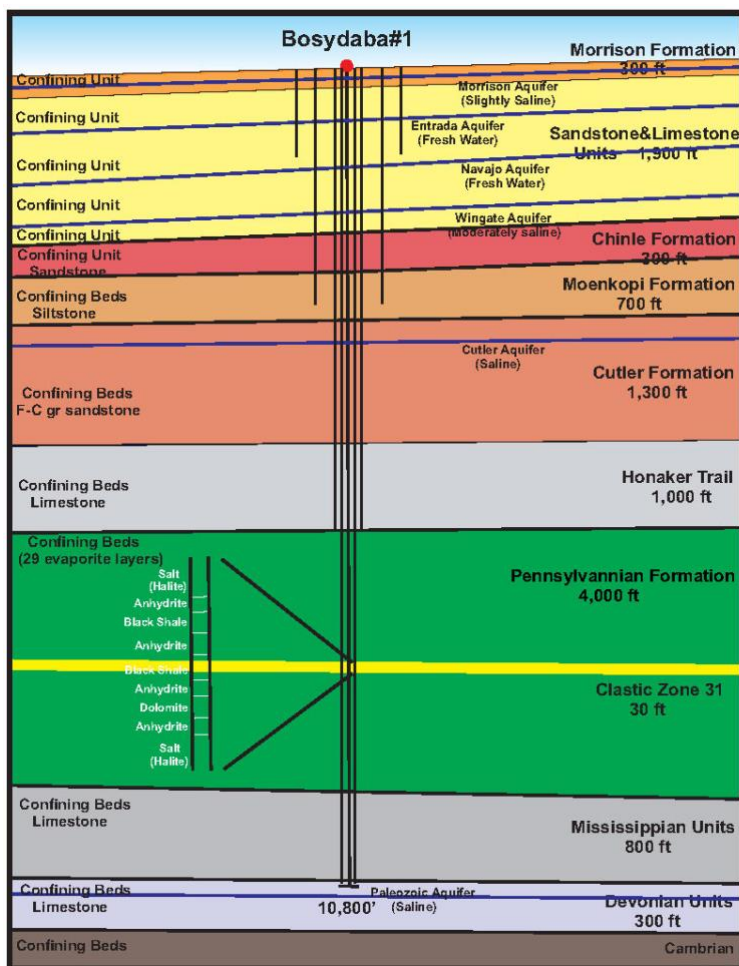 Bosydaba#1
Morrison Formation
300 ft
Confining Unit
Morrison Aquifer
(Slightly Saline)
Confining Unit
Entrada Aquifer
(Fresh Water)
Sandstone&Limestone
Units 1,900 ft
Confining Unit
Navajo Aquifer
(Fresh Water)
Confining Unit
Wingate Aquifer
(Moderately saline)
Confining Unit
Chinle Formation
300 ft
Confining Unit
Sandstone
Moenkopi Formation
700 ft
Confining Beds
Siltstone
Cutler Aquifer
(Saline)
Cutler Formation
1,300 ft
Confining Beds
F-C gr sandstone
Honaker Trail
1,000 ft
Confining Beds
Limestone
Confining Beds
(29 evaporite layers)
Pennsylvannian Formation
4,000 ft
Salt
(Halite)
Anhydrite
Black Shale
Anhydrite
Black Shale
Anhydrite
Dolomite
Anhydrite
Salt
(Halite)
Clastic Zone 31
30 ft
Confining Beds
Limestone
Mississippian Units
800 ft
Confining Beds
Limestone
Paleozoic Aquifer
(Saline)
10,800'
Devonian Units
300 ft
Confining Beds
Cambrian